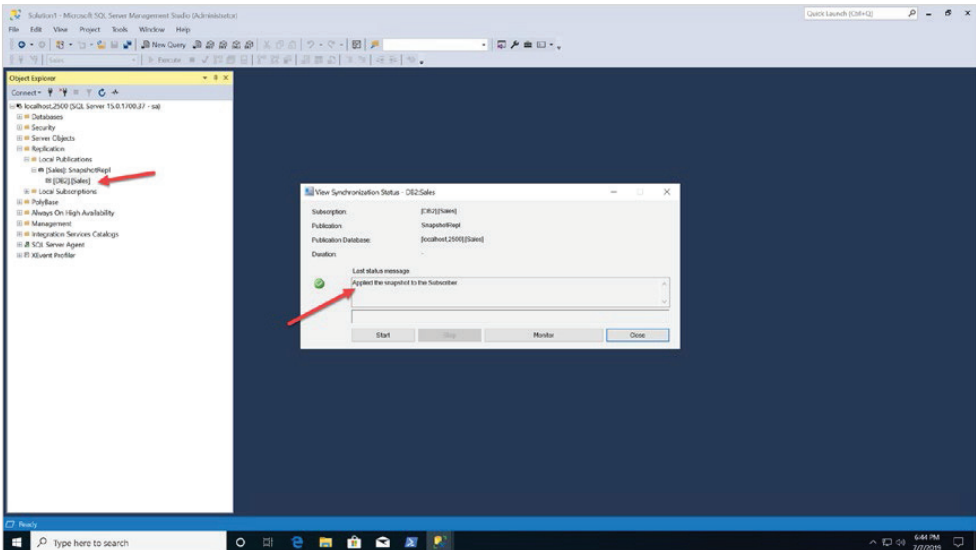 Solution1 - Microsoft SQL Server Management Studio (Administrator)
Quick Launch (Ctrl+Q)
File Edit View Project Tools Window Help
New Query
Sales
Execute
Object Explorer
Connect
localhost,2500 (SQL Server 15.0.1700.37 - sa)
Databases
Security
Server Objects
Replication
Local Publications
[Sales]: SnapshotRepl
[DB2].[Sales]
Local Subscriptions
PolyBase
Always On High Availability
Management
Integration Services Catalogs
SQL Server Agent
XEvent Profiler
View Synchronization Status - DB2:Sales
Subscription: [DB2].[Sales]
Publication: SnapshotRepl
Publication Database: [localhost,2500].[Sales]
Duration: -
Last status message
Applied the snapshot to the Subscriber.
Start Stop Monitor Close
Ready
Type here to search
6:44 PM
7/7/2019